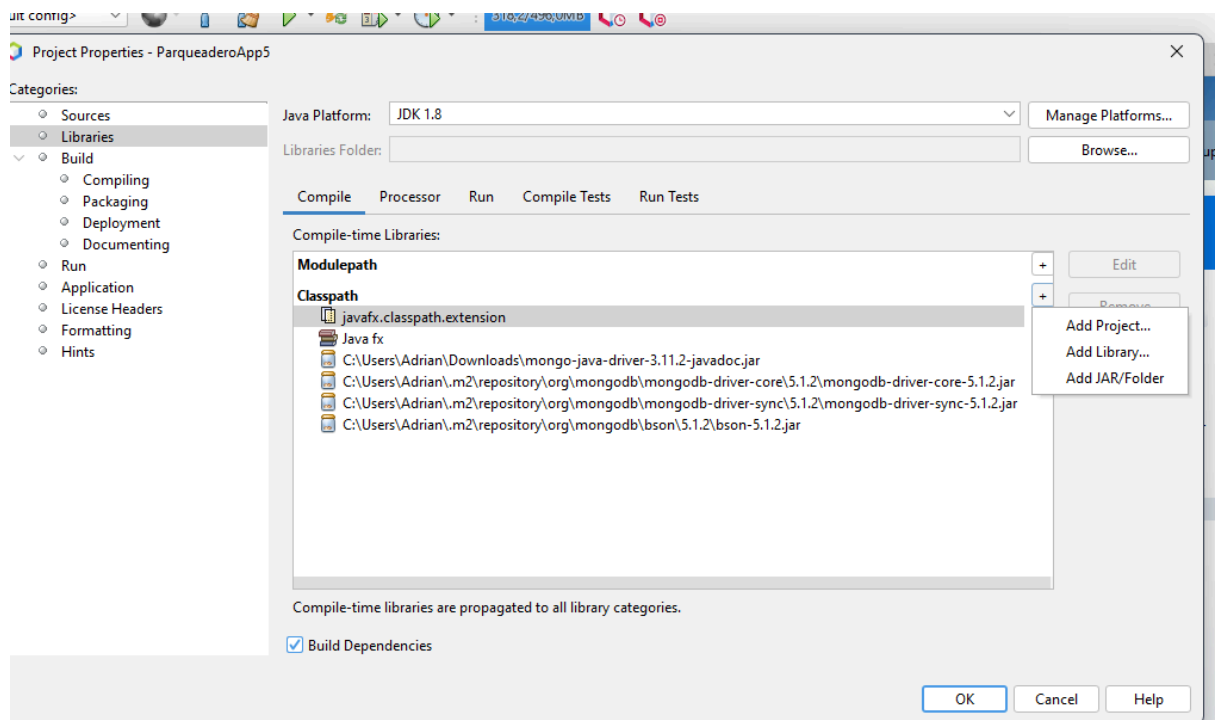 ult config>
318,2/496,0MB
Project Properties - ParqueaderoApp5
Categories:
Sources
Libraries
Build
Compiling
Packaging
Deployment
Documenting
Run
Application
License Headers
Formatting
Hints
Java Platform: JDK 1.8 Manage Platforms...
Libraries Folder: Browse...
Compile Processor Run Compile Tests Run Tests
Compile-time Libraries:
Modulepath + Edit
Classpath + Remove
javafx.classpath.extension
Java fx
C:\Users\Adrian\Downloads\mongo-java-driver-3.11.2-javadoc.jar
C:\Users\Adrian\.m2\repository\org\mongodb\mongodb-driver-core\5.1.2\mongodb-driver-core-5.1.2.jar
C:\Users\Adrian\.m2\repository\org\mongodb\mongodb-driver-sync\5.1.2\mongodb-driver-sync-5.1.2.jar
C:\Users\Adrian\.m2\repository\org\mongodb\bson\5.1.2\bson-5.1.2.jar
Add Project...
Add Library...
Add JAR/Folder
Compile-time libraries are propagated to all library categories.
Build Dependencies
OK Cancel Help